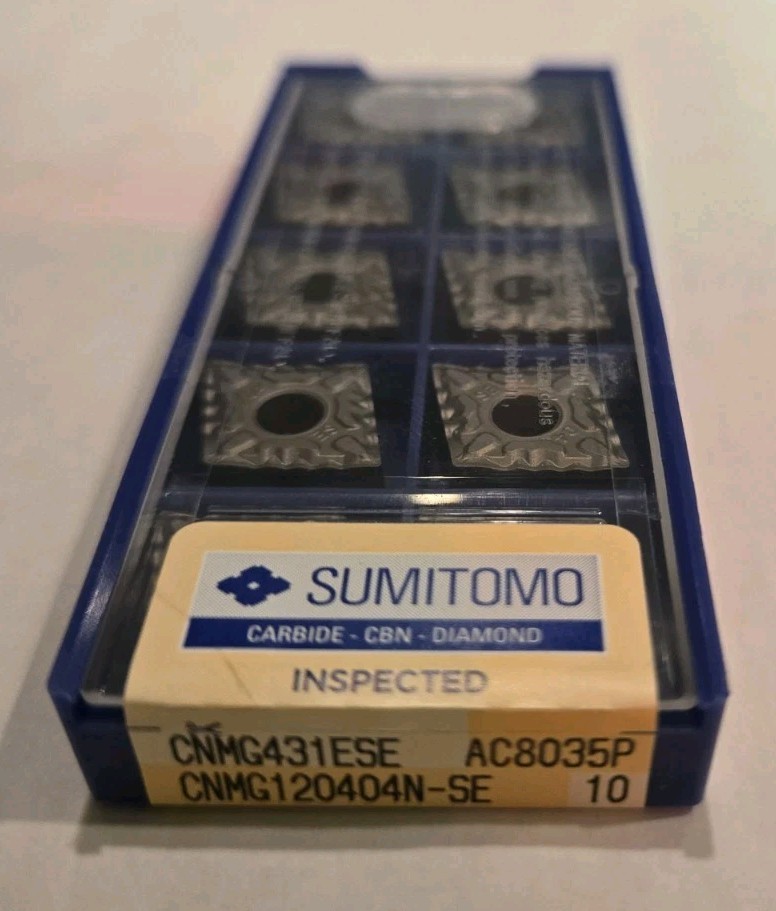 SUMITOMO
CARBIDE - CBN - DIAMOND
INSPECTED
CNMG431ESE AC8035P
CNMG120404N-SE 10